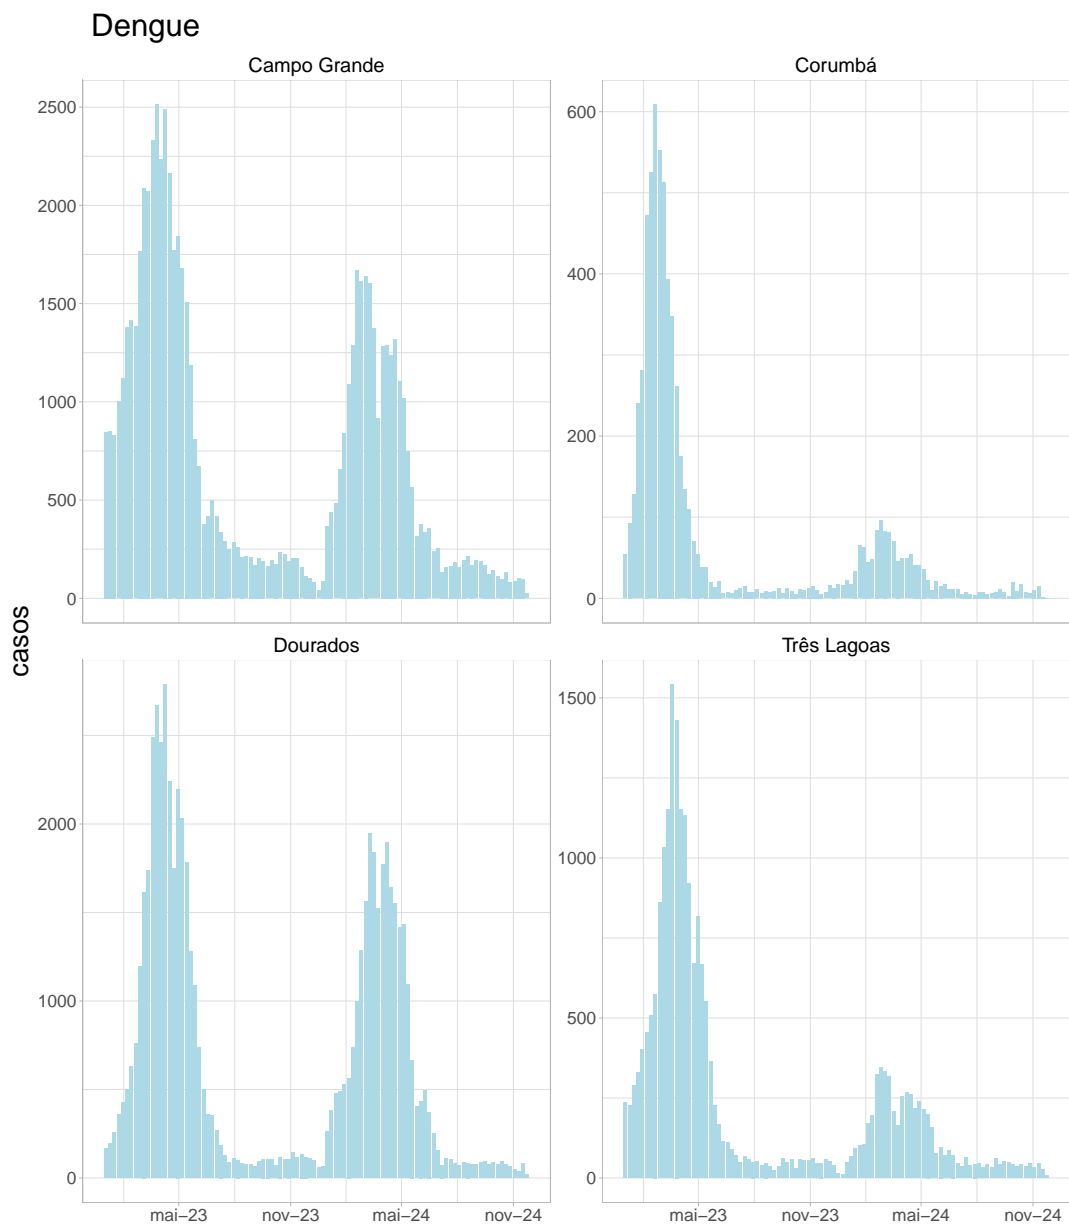 Dengue
Campo Grande
Corumbá
2500
2000
1500
1000
500
0
600
400
200
0
casos
Dourados
Três Lagoas
2000
1000
0
1500
1000
500
0
mai–23
nov–23
mai–24
nov–24
mai–23
nov–23
mai–24
nov–24